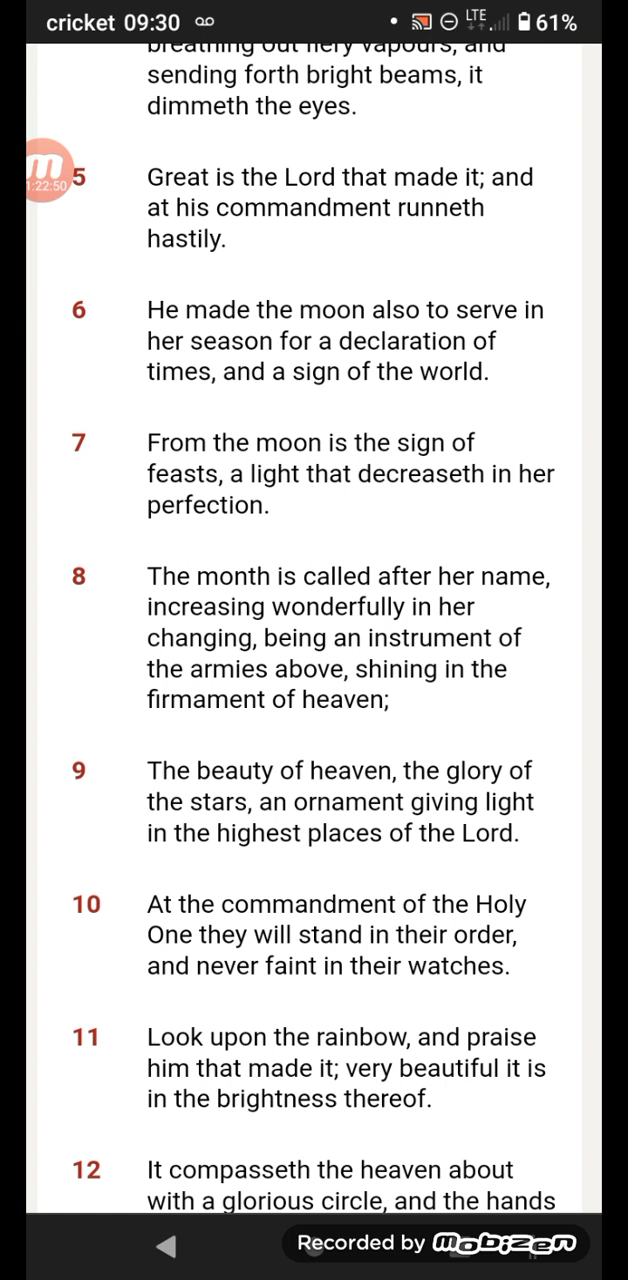 cricket 09:30
LTE
61%
breathing out fiery vapours, and
sending forth bright beams, it
dimmeth the eyes.
m
1:22:50
5 Great is the Lord that made it; and
at his commandment runneth
hastily.
6 He made the moon also to serve in
her season for a declaration of
times, and a sign of the world.
7 From the moon is the sign of
feasts, a light that decreaseth in her
perfection.
8 The month is called after her name,
increasing wonderfully in her
changing, being an instrument of
the armies above, shining in the
firmament of heaven;
9 The beauty of heaven, the glory of
the stars, an ornament giving light
in the highest places of the Lord.
10 At the commandment of the Holy
One they will stand in their order,
and never faint in their watches.
11 Look upon the rainbow, and praise
him that made it; very beautiful it is
in the brightness thereof.
12 It compasseth the heaven about
with a glorious circle, and the hands
Recorded by mobizen